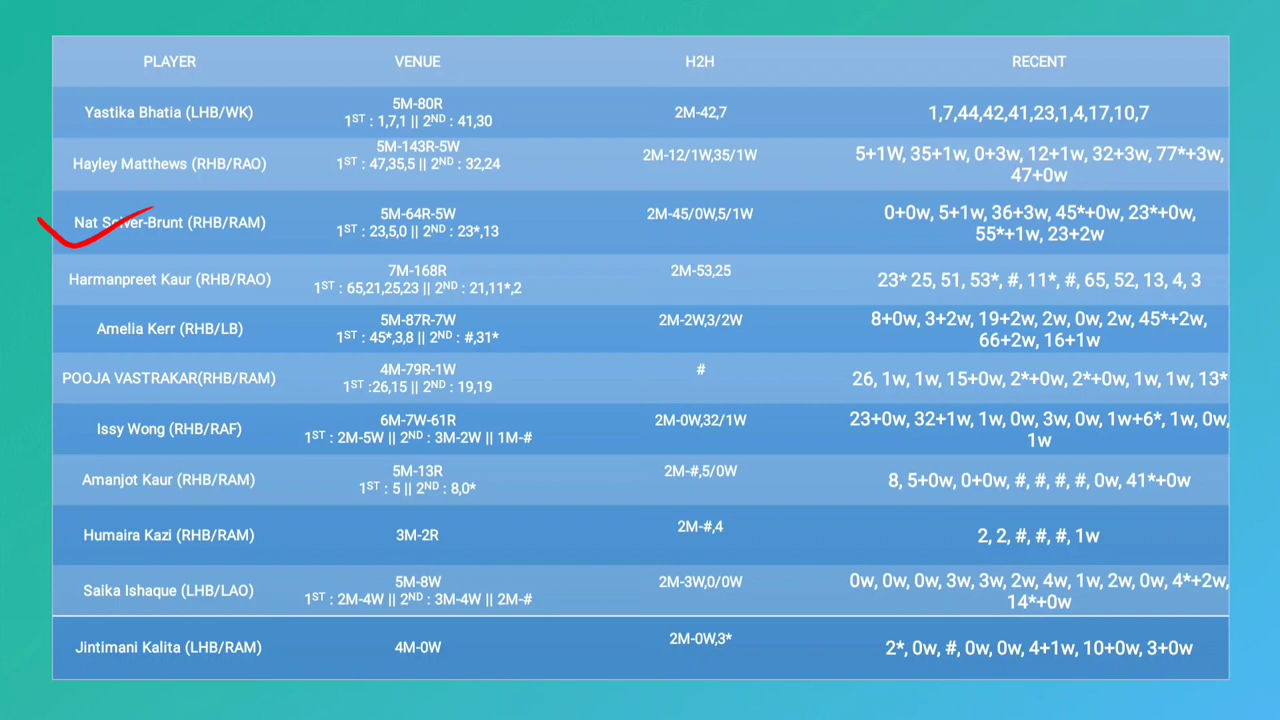 PLAYER VENUE H2H RECENT
Yastika Bhatia (LHB/WK) 5M-80R 2M-42,7 1,7,44,42,41,23,1,4,17,10,7
1ST : 1,7,1 || 2ND : 41,30
Hayley Matthews (RHB/RAO) 5M-143R-5W 2M-12/1W,35/1W 5+1W, 35+1w, 0+3w, 12+1w, 32+3w, 77*+3w,
1ST : 47,35,5 || 2ND : 32,24 47+0w
Nat Sciver-Brunt (RHB/RAM) 5M-64R-5W 2M-45/0W,5/1W 0+0w, 5+1w, 36+3w, 45*+0w, 23*+0w,
1ST : 23,5,0 || 2ND : 23*,13 55*+1w, 23+2w
Harmanpreet Kaur (RHB/RAO) 7M-168R 2M-53,25 23* 25, 51, 53*, #, 11*, #, 65, 52, 13, 4, 3
1ST : 65,21,25,23 || 2ND : 21,11*,2
Amelia Kerr (RHB/LB) 5M-87R-7W 2M-2W,3/2W 8+0w, 3+2w, 19+2w, 2w, 0w, 2w, 45*+2w,
1ST : 45*,3,8 || 2ND : #,31* 66+2w, 16+1w
POOJA VASTRAKAR(RHB/RAM) 4M-79R-1W # 26, 1w, 1w, 15+0w, 2*+0w, 2*+0w, 1w, 1w, 13*
1ST :26,15 || 2ND : 19,19
Issy Wong (RHB/RAF) 6M-7W-61R 2M-0W,32/1W 23+0w, 32+1w, 1w, 0w, 3w, 0w, 1w+6*, 1w, 0w,
1ST : 2M-5W || 2ND : 3M-2W || 1M-# 1w
Amanjot Kaur (RHB/RAM) 5M-13R 2M-#,5/0W 8, 5+0w, 0+0w, #, #, #, #, 0w, 41*+0w
1ST : 5 || 2ND : 8,0*
Humaira Kazi (RHB/RAM) 3M-2R 2M-#,4 2, 2, #, #, #, 1w
Saika Ishaque (LHB/LAO) 5M-8W 2M-3W,0/0W 0w, 0w, 0w, 3w, 3w, 2w, 4w, 1w, 2w, 0w, 4*+2w,
1ST : 2M-4W || 2ND : 3M-4W || 2M-# 14*+0w
Jintimani Kalita (LHB/RAM) 4M-0W 2M-0W,3* 2*, 0w, #, 0w, 0w, 4+1w, 10+0w, 3+0w